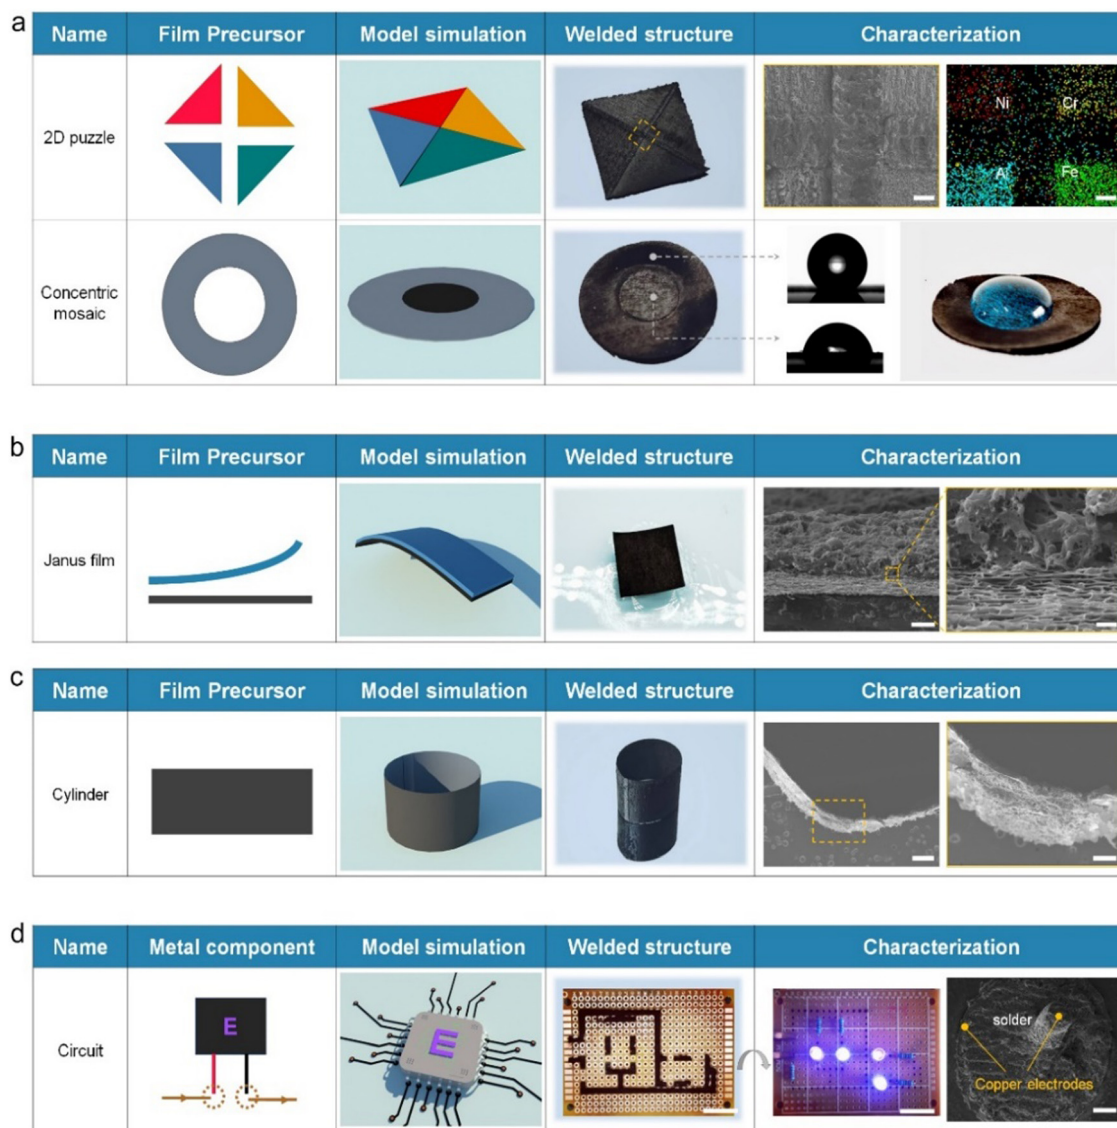 a
Name Film Precursor Model simulation Welded structure Characterization
2D puzzle
Ni Cr
Al Fe
Concentric
mosaic
b
Name Film Precursor Model simulation Welded structure Characterization
Janus film
c
Name Film Precursor Model simulation Welded structure Characterization
Cylinder
d
Name Metal component Model simulation Welded structure Characterization
Circuit
E
E
solder
Copper electrodes